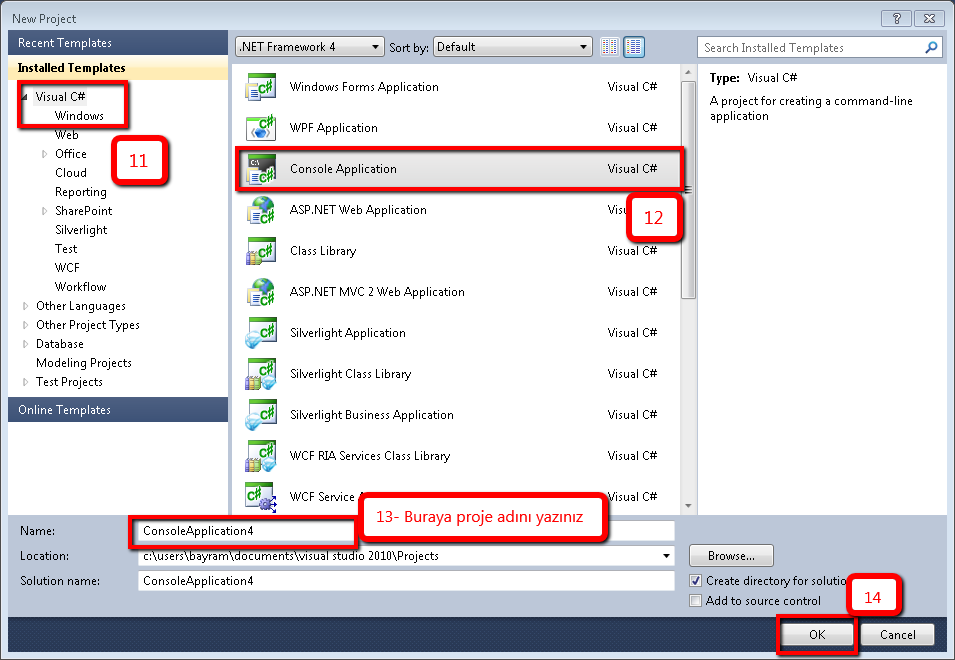 New Project
Recent Templates
Installed Templates
Visual C#
Windows
Web
Office
Cloud
Reporting
SharePoint
Silverlight
Test
WCF
Workflow
Other Languages
Other Project Types
Database
Modeling Projects
Test Projects
Online Templates
11
.NET Framework 4 Sort by: Default
Windows Forms Application Visual C#
WPF Application Visual C#
Console Application Visual C#
12
ASP.NET Web Application
Class Library Visual C#
ASP.NET MVC 2 Web Application Visual C#
Silverlight Application Visual C#
Silverlight Class Library Visual C#
Silverlight Business Application Visual C#
WCF RIA Services Class Library Visual C#
WCF Service Visual C#
Search Installed Templates
Type: Visual C#
A project for creating a command-line
application
13- Buraya proje adını yazınız
Name: ConsoleApplication4
Location: c:\users\bayram\documents\visual studio 2010\Projects Browse...
Solution name: ConsoleApplication4
Create directory for solutio
Add to source control
14
OK Cancel